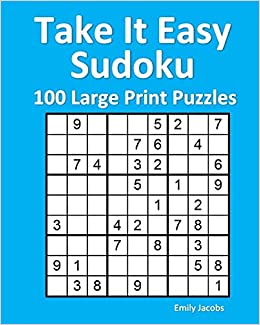 Take It Easy
Sudoku
100 Large Print Puzzles
9 5 2 7
7 6 4
7 4 3 2 6
5 1 9
1 2
3 4 2 7 8
7 8 3
9 1 5 8
3 8 9 1
Emily Jacobs